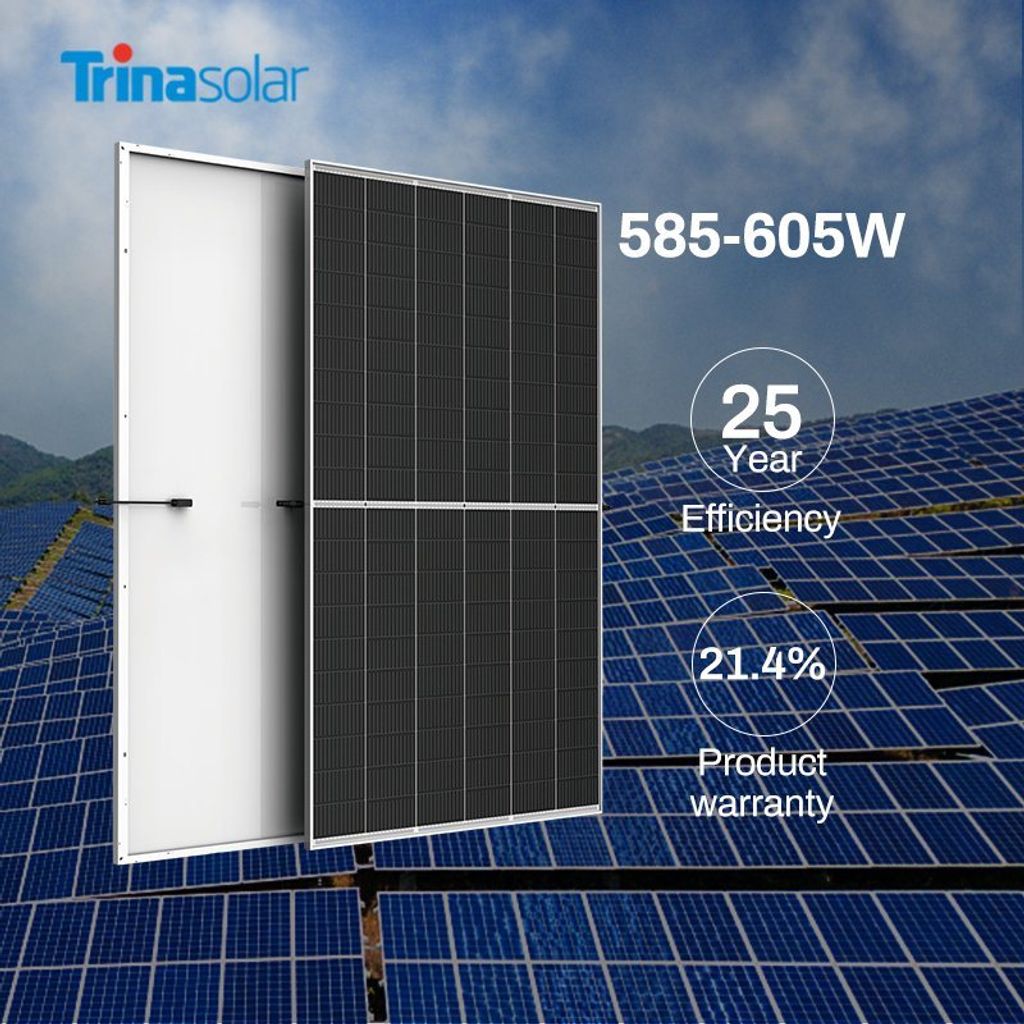 Trinasolar
585-605W
25
Year
Efficiency
21.4%
Product
warranty